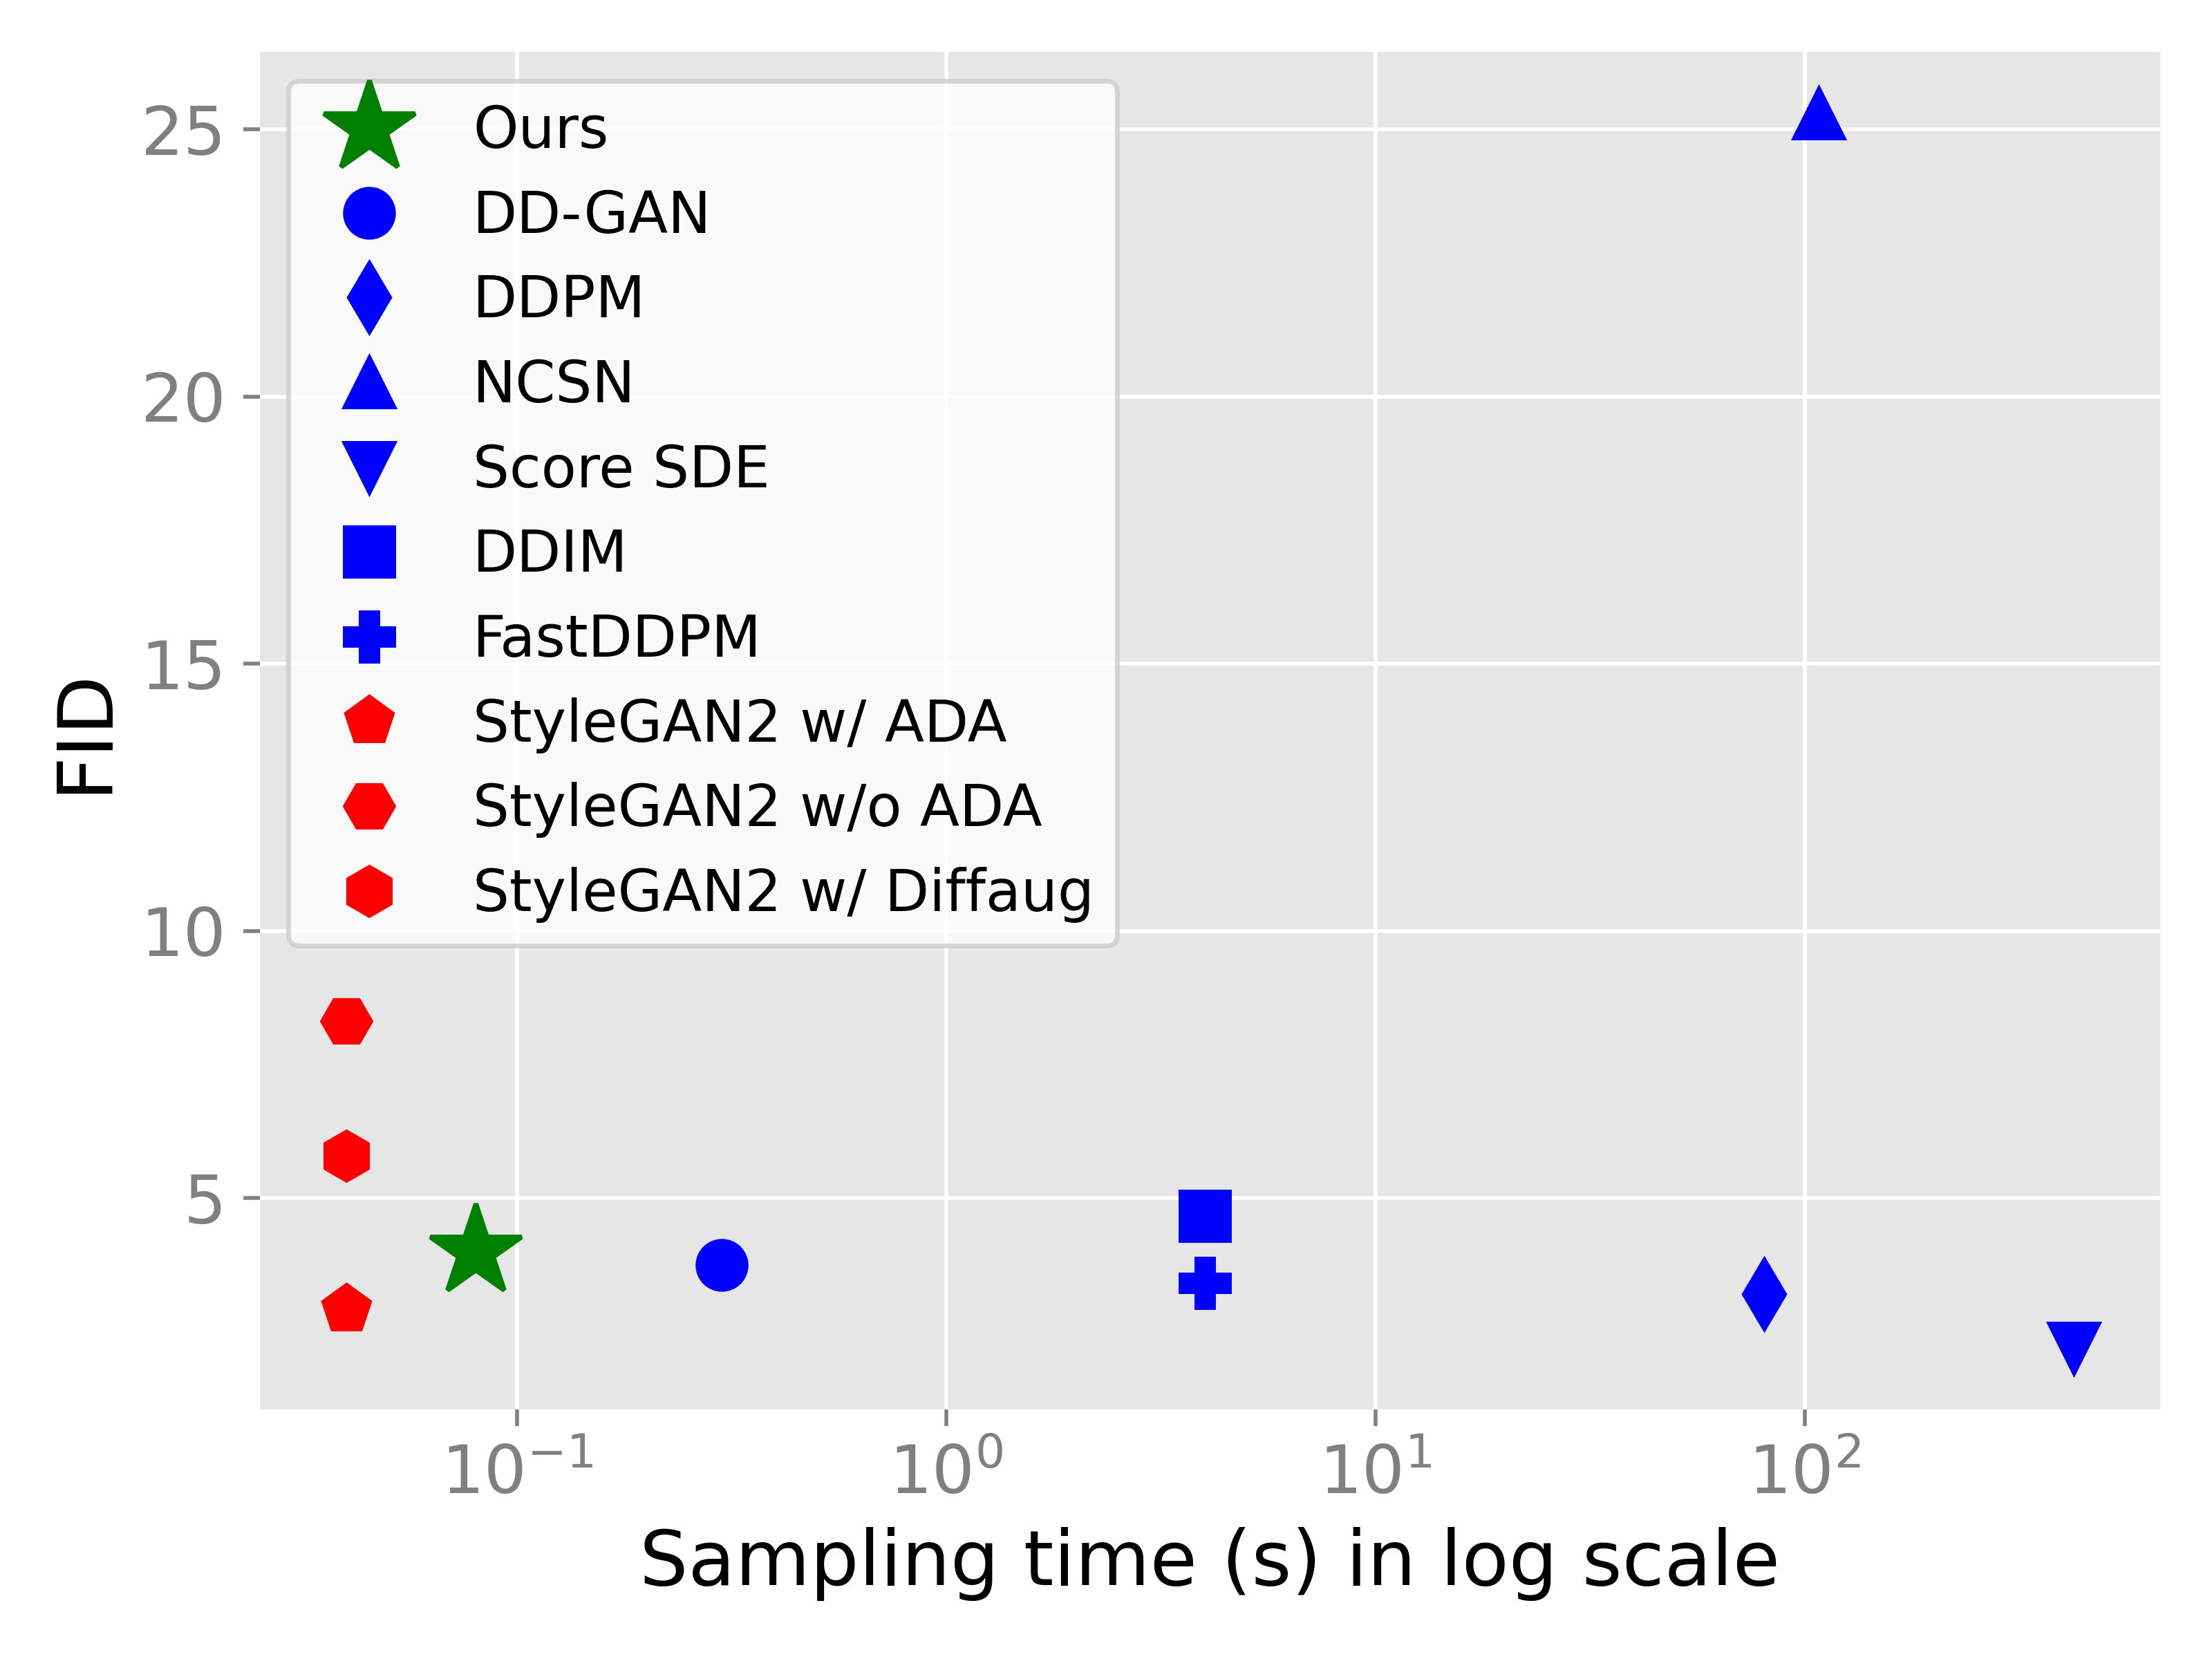 25
20
15
10
5
FID
Ours
DD-GAN
DDPM
NCSN
Score SDE
DDIM
FastDDPM
StyleGAN2 w/ ADA
StyleGAN2 w/o ADA
StyleGAN2 w/ Diffaug
10⁻¹ 10⁰ 10¹ 10²
Sampling time (s) in log scale